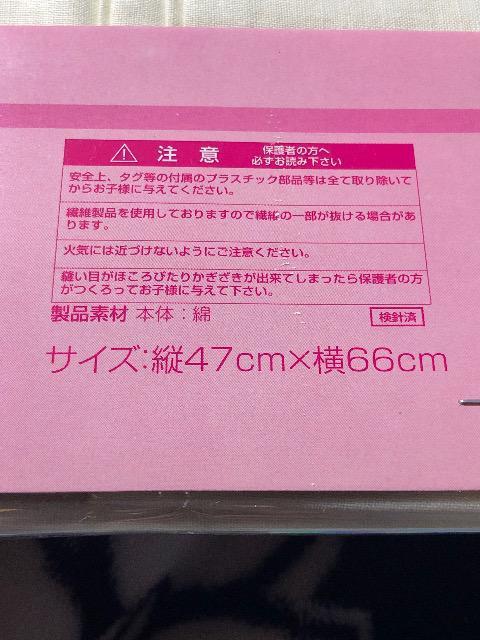 注意 保護者の方へ
必ずお読み下さい
安全上、タグ等の付属のプラスチック部品等は全て取り除いて
からお子様に与えてください。
繊維製品を使用しておりますので繊維の一部が抜ける場合があ
ります。
火気には近づけないようにご注意ください。
縫い目がほころびたりかぎざきが出来てしまったら保護者の方
がつくろってお子様に与えて下さい。
製品素材 本体：綿 検針済
サイズ:縦47cm×横66cm